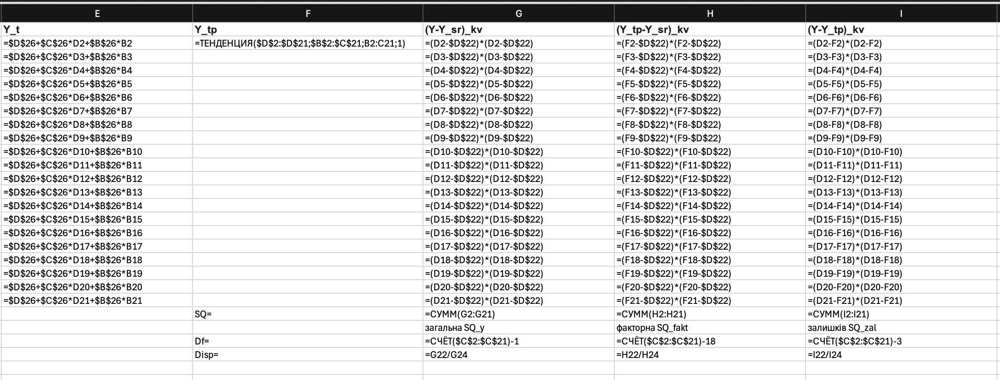 E F G H I
Y_t Y_tp (Y-Y_sr)_kv (Y_tp-Y_sr)_kv (Y-Y_tp)_kv
=$D$26+$C$26*D2+$B$26*B2 =ТЕНДЕНЦИЯ($D$2:$D$21;$B$2:$C$21;B2:C21;1) =(D2-$D$22)*(D2-$D$22) =(F2-$D$22)*(F2-$D$22) =(D2-F2)*(D2-F2)
=$D$26+$C$26*D3+$B$26*B3 =(D3-$D$22)*(D3-$D$22) =(F3-$D$22)*(F3-$D$22) =(D3-F3)*(D3-F3)
=$D$26+$C$26*D4+$B$26*B4 =(D4-$D$22)*(D4-$D$22) =(F4-$D$22)*(F4-$D$22) =(D4-F4)*(D4-F4)
=$D$26+$C$26*D5+$B$26*B5 =(D5-$D$22)*(D5-$D$22) =(F5-$D$22)*(F5-$D$22) =(D5-F5)*(D5-F5)
=$D$26+$C$26*D6+$B$26*B6 =(D6-$D$22)*(D6-$D$22) =(F6-$D$22)*(F6-$D$22) =(D6-F6)*(D6-F6)
=$D$26+$C$26*D7+$B$26*B7 =(D7-$D$22)*(D7-$D$22) =(F7-$D$22)*(F7-$D$22) =(D7-F7)*(D7-F7)
=$D$26+$C$26*D8+$B$26*B8 =(D8-$D$22)*(D8-$D$22) =(F8-$D$22)*(F8-$D$22) =(D8-F8)*(D8-F8)
=$D$26+$C$26*D9+$B$26*B9 =(D9-$D$22)*(D9-$D$22) =(F9-$D$22)*(F9-$D$22) =(D9-F9)*(D9-F9)
=$D$26+$C$26*D10+$B$26*B10 =(D10-$D$22)*(D10-$D$22) =(F10-$D$22)*(F10-$D$22) =(D10-F10)*(D10-F10)
=$D$26+$C$26*D11+$B$26*B11 =(D11-$D$22)*(D11-$D$22) =(F11-$D$22)*(F11-$D$22) =(D11-F11)*(D11-F11)
=$D$26+$C$26*D12+$B$26*B12 =(D12-$D$22)*(D12-$D$22) =(F12-$D$22)*(F12-$D$22) =(D12-F12)*(D12-F12)
=$D$26+$C$26*D13+$B$26*B13 =(D13-$D$22)*(D13-$D$22) =(F13-$D$22)*(F13-$D$22) =(D13-F13)*(D13-F13)
=$D$26+$C$26*D14+$B$26*B14 =(D14-$D$22)*(D14-$D$22) =(F14-$D$22)*(F14-$D$22) =(D14-F14)*(D14-F14)
=$D$26+$C$26*D15+$B$26*B15 =(D15-$D$22)*(D15-$D$22) =(F15-$D$22)*(F15-$D$22) =(D15-F15)*(D15-F15)
=$D$26+$C$26*D16+$B$26*B16 =(D16-$D$22)*(D16-$D$22) =(F16-$D$22)*(F16-$D$22) =(D16-F16)*(D16-F16)
=$D$26+$C$26*D17+$B$26*B17 =(D17-$D$22)*(D17-$D$22) =(F17-$D$22)*(F17-$D$22) =(D17-F17)*(D17-F17)
=$D$26+$C$26*D18+$B$26*B18 =(D18-$D$22)*(D18-$D$22) =(F18-$D$22)*(F18-$D$22) =(D18-F18)*(D18-F18)
=$D$26+$C$26*D19+$B$26*B19 =(D19-$D$22)*(D19-$D$22) =(F19-$D$22)*(F19-$D$22) =(D19-F19)*(D19-F19)
=$D$26+$C$26*D20+$B$26*B20 =(D20-$D$22)*(D20-$D$22) =(F20-$D$22)*(F20-$D$22) =(D20-F20)*(D20-F20)
=$D$26+$C$26*D21+$B$26*B21 =(D21-$D$22)*(D21-$D$22) =(F21-$D$22)*(F21-$D$22) =(D21-F21)*(D21-F21)
SQ= =СУММ(G2:G21) =СУММ(H2:H21) =СУММ(I2:I21)
загальна SQ_y факторна SQ_fakt залишків SQ_zal
Df= =СЧЁТ($C$2:$C$21)-1 =СЧЁТ($C$2:$C$21)-18 =СЧЁТ($C$2:$C$21)-3
Disp= =G22/G24 =H22/H24 =I22/I24